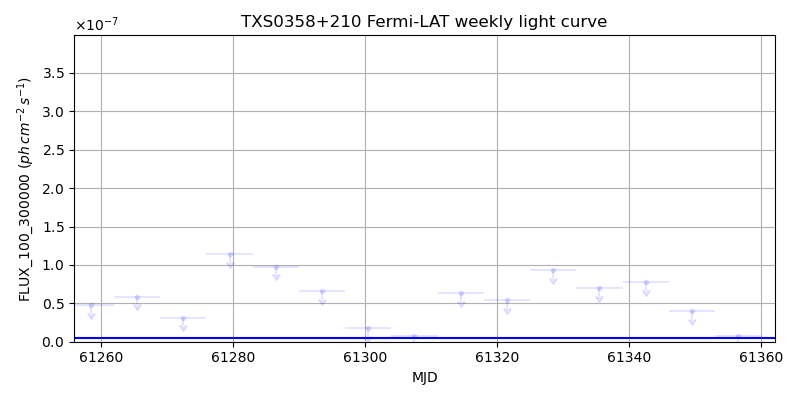 TXS0358+210 Fermi-LAT weekly light curve
×10⁻⁷
FLUX_100_300000 (ph cm⁻² s⁻¹)
3.5
3.0
2.5
2.0
1.5
1.0
0.5
0.0
61260 61280 61300 61320 61340 61360
MJD